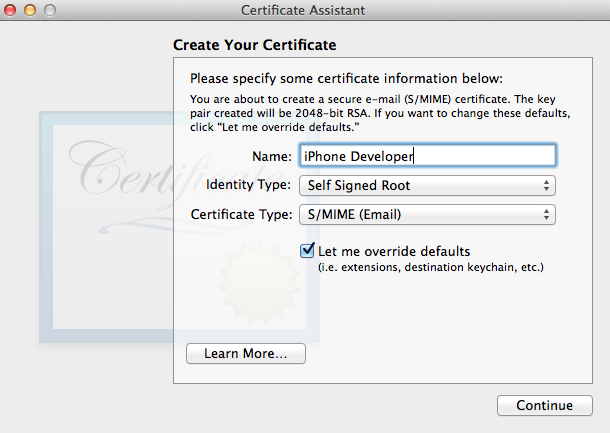 Certificate Assistant
Create Your Certificate
Please specify some certificate information below:
You are about to create a secure e-mail (S/MIME) certificate. The key
pair created will be 2048-bit RSA. If you want to change these defaults,
click “Let me override defaults.”
Name: iPhone Developer
Identity Type: Self Signed Root
Certificate Type: S/MIME (Email)
Let me override defaults
(i.e. extensions, destination keychain, etc.)
Certificate
Learn More...
Continue